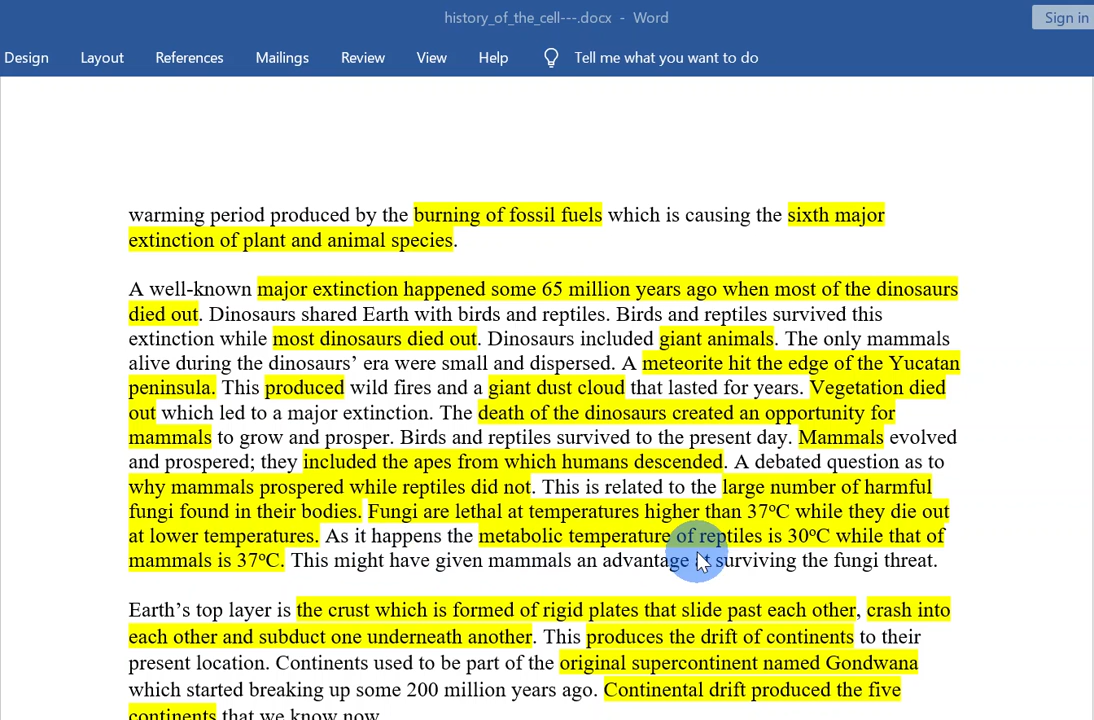 history_of_the_cell---.docx - Word
Sign in
Design Layout References Mailings Review View Help Tell me what you want to do
warming period produced by the burning of fossil fuels which is causing the sixth major
extinction of plant and animal species.
A well-known major extinction happened some 65 million years ago when most of the dinosaurs
died out. Dinosaurs shared Earth with birds and reptiles. Birds and reptiles survived this
extinction while most dinosaurs died out. Dinosaurs included giant animals. The only mammals
alive during the dinosaurs’ era were small and dispersed. A meteorite hit the edge of the Yucatan
peninsula. This produced wild fires and a giant dust cloud that lasted for years. Vegetation died
out which led to a major extinction. The death of the dinosaurs created an opportunity for
mammals to grow and prosper. Birds and reptiles survived to the present day. Mammals evolved
and prospered; they included the apes from which humans descended. A debated question as to
why mammals prospered while reptiles did not. This is related to the large number of harmful
fungi found in their bodies. Fungi are lethal at temperatures higher than 37ºC while they die out
at lower temperatures. As it happens the metabolic temperature of reptiles is 30ºC while that of
mammals is 37ºC. This might have given mammals an advantage at surviving the fungi threat.
Earth’s top layer is the crust which is formed of rigid plates that slide past each other, crash into
each other and subduct one underneath another. This produces the drift of continents to their
present location. Continents used to be part of the original supercontinent named Gondwana
which started breaking up some 200 million years ago. Continental drift produced the five
continents that we know now.